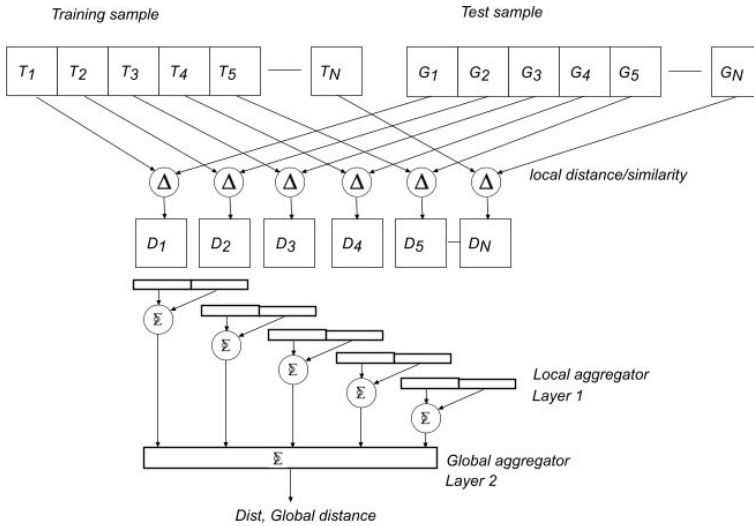 Training sample
Test sample
T1 T2 T3 T4 T5 TN
G1 G2 G3 G4 G5 GN
Δ Δ Δ Δ Δ Δ
local distance/similarity
D1 D2 D3 D4 D5 DN
Σ
Σ
Σ
Σ
Σ
Local aggregator
Layer 1
Σ
Global aggregator
Layer 2
Dist, Global distance